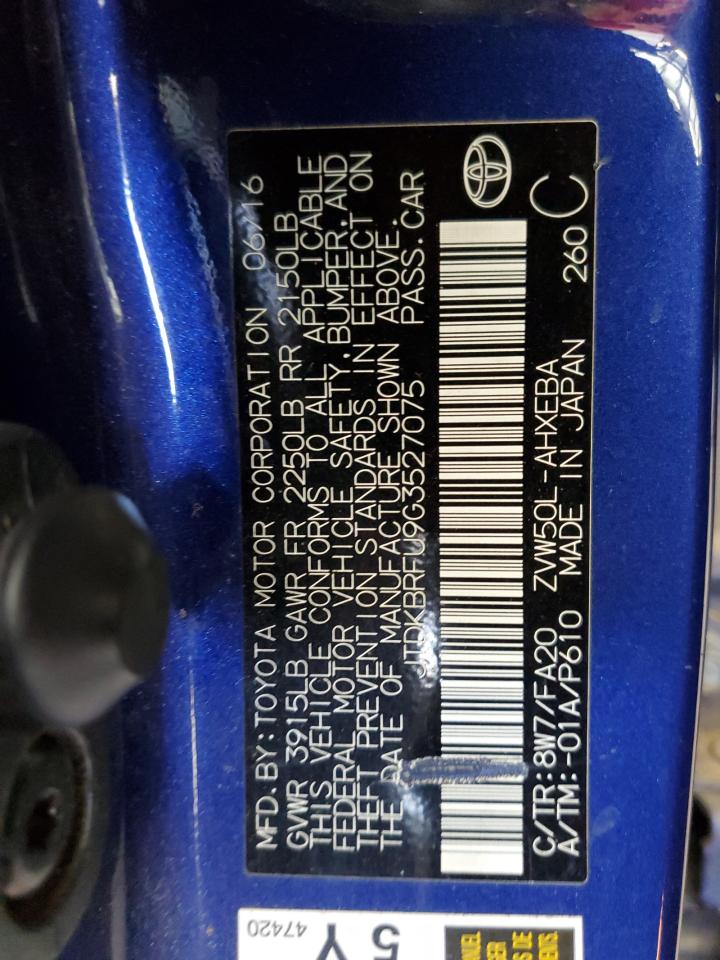 MFD.BY:TOYOTA MOTOR CORPORATION 06/16
GVWR 3915LB GAWR FR 2250LB RR 2150LB
THIS VEHICLE CONFORMS TO ALL APPLICABLE
FEDERAL MOTOR VEHICLE SAFETY,BUMPER,AND
THEFT PREVENTION STANDARDS IN EFFECT ON
THE DATE OF MANUFACTURE SHOWN ABOVE.
JTDKBRFU9G3527075 PASS.CAR
C/TR:8W7/FA20 ZVW50L-AHXEBA
A/TM:-01A/P610 MADE IN JAPAN 260 C
47420
5Y